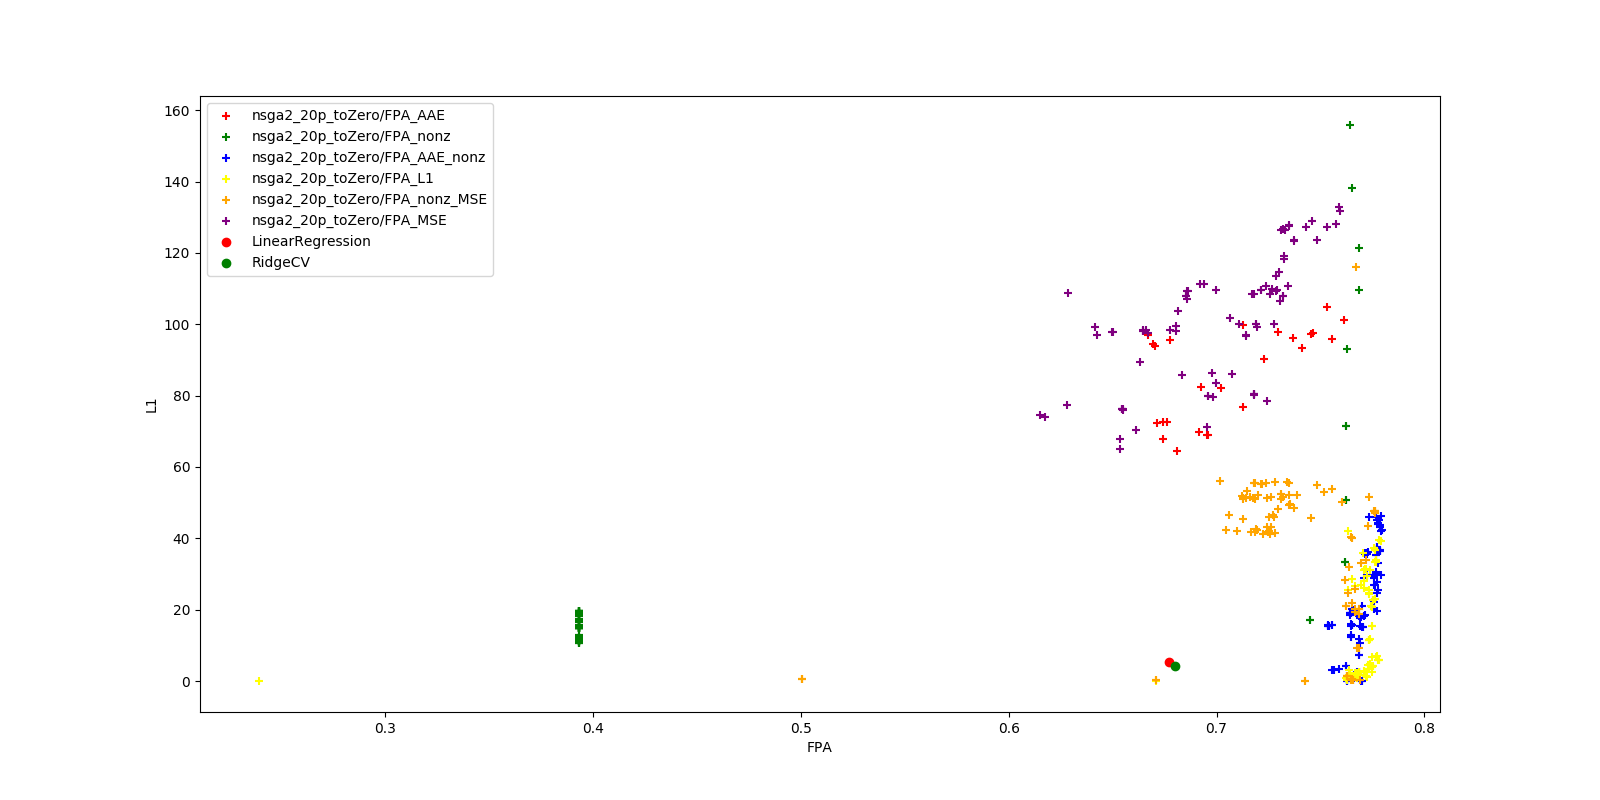 160
140
120
100
80
60
40
20
0
L1
nsga2_20p_toZero/FPA_AAE
nsga2_20p_toZero/FPA_nonz
nsga2_20p_toZero/FPA_AAE_nonz
nsga2_20p_toZero/FPA_L1
nsga2_20p_toZero/FPA_nonz_MSE
nsga2_20p_toZero/FPA_MSE
LinearRegression
RidgeCV
0.3 0.4 0.5 0.6 0.7 0.8
FPA